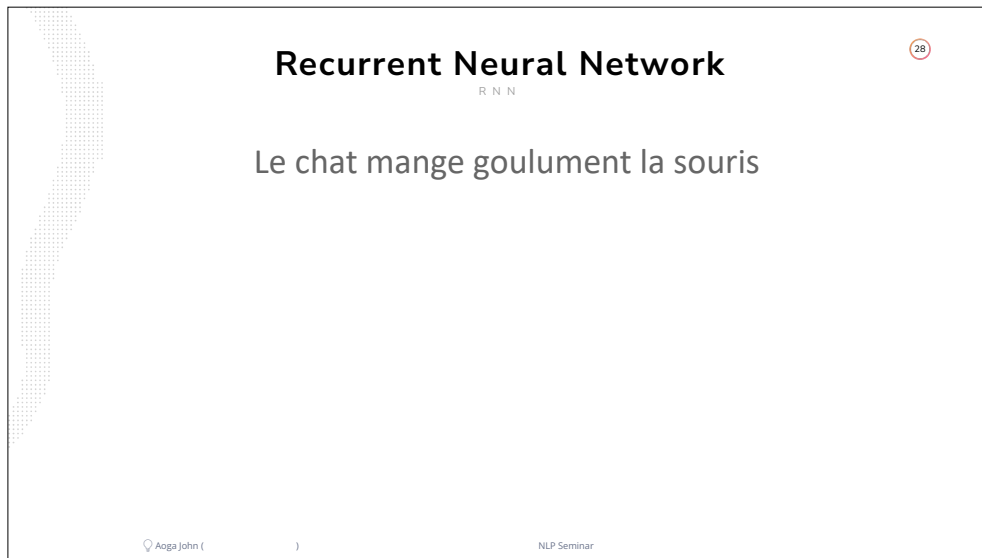 Recurrent Neural Network
28
RNN
Le chat mange goulument la souris
Aoga John ( )
NLP Seminar